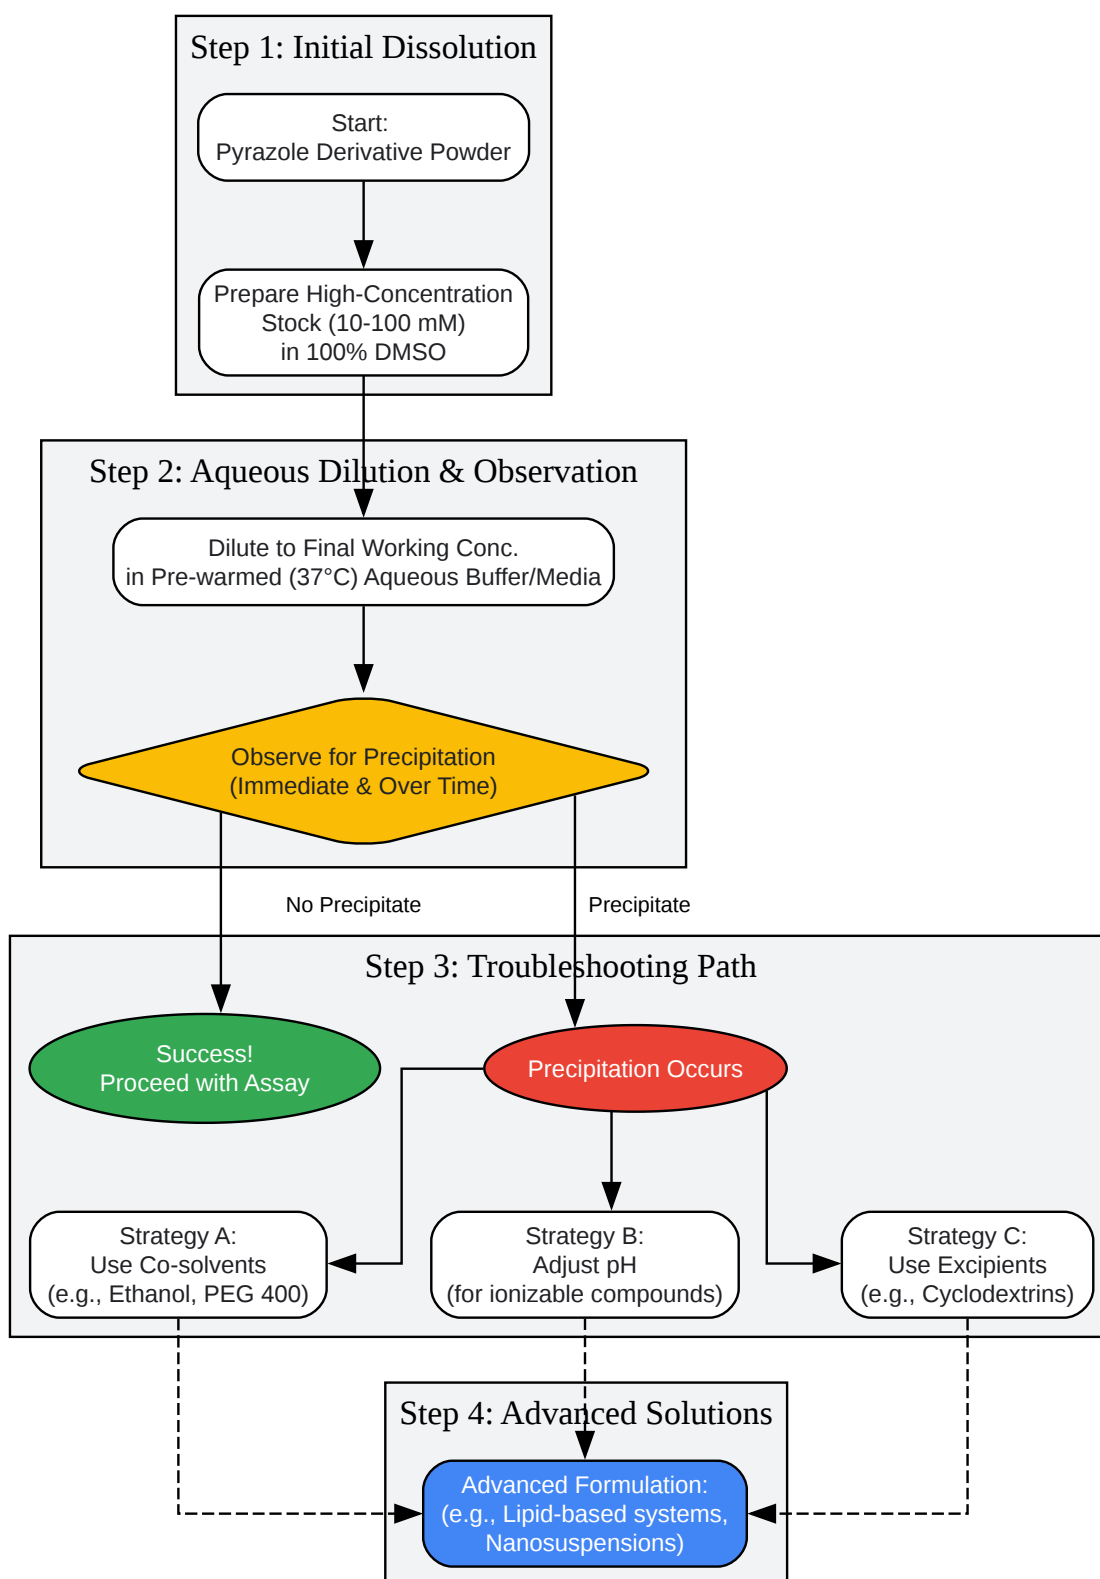 Step 1: Initial Dissolution
Start:
Pyrazole Derivative Powder
Prepare High-Concentration
Stock (10-100 mM)
in 100% DMSO
Step 2: Aqueous Dilution & Observation
Dilute to Final Working Conc.
in Pre-warmed (37°C) Aqueous Buffer/Media
Observe for Precipitation
(Immediate & Over Time)
No Precipitate
Precipitate
Step 3: Troubleshooting Path
Success!
Proceed with Assay
Precipitation Occurs
Strategy A:
Use Co-solvents
(e.g., Ethanol, PEG 400)
Strategy B:
Adjust pH
(for ionizable compounds)
Strategy C:
Use Excipients
(e.g., Cyclodextrins)
Step 4: Advanced Solutions
Advanced Formulation:
(e.g., Lipid-based systems,
Nanosuspensions)